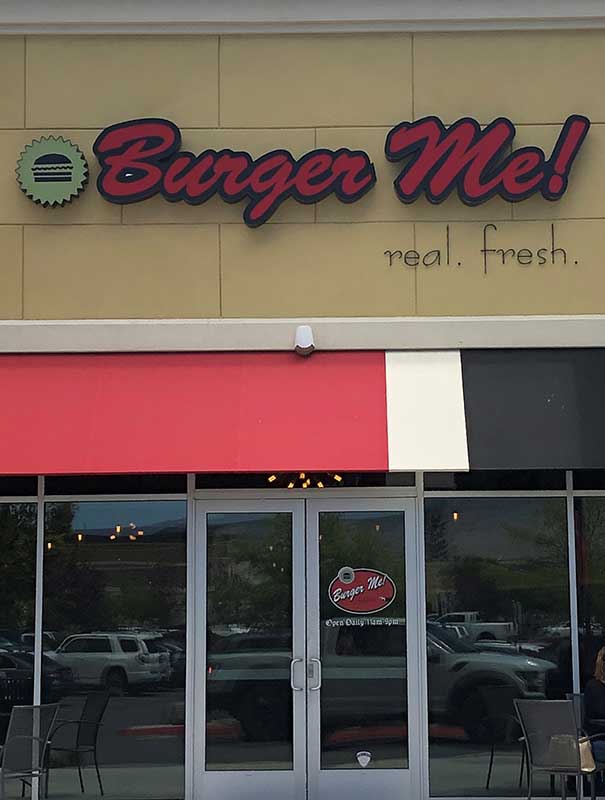 Burger Me!
real. fresh.
Burger Me!
Open Daily 11am-9pm